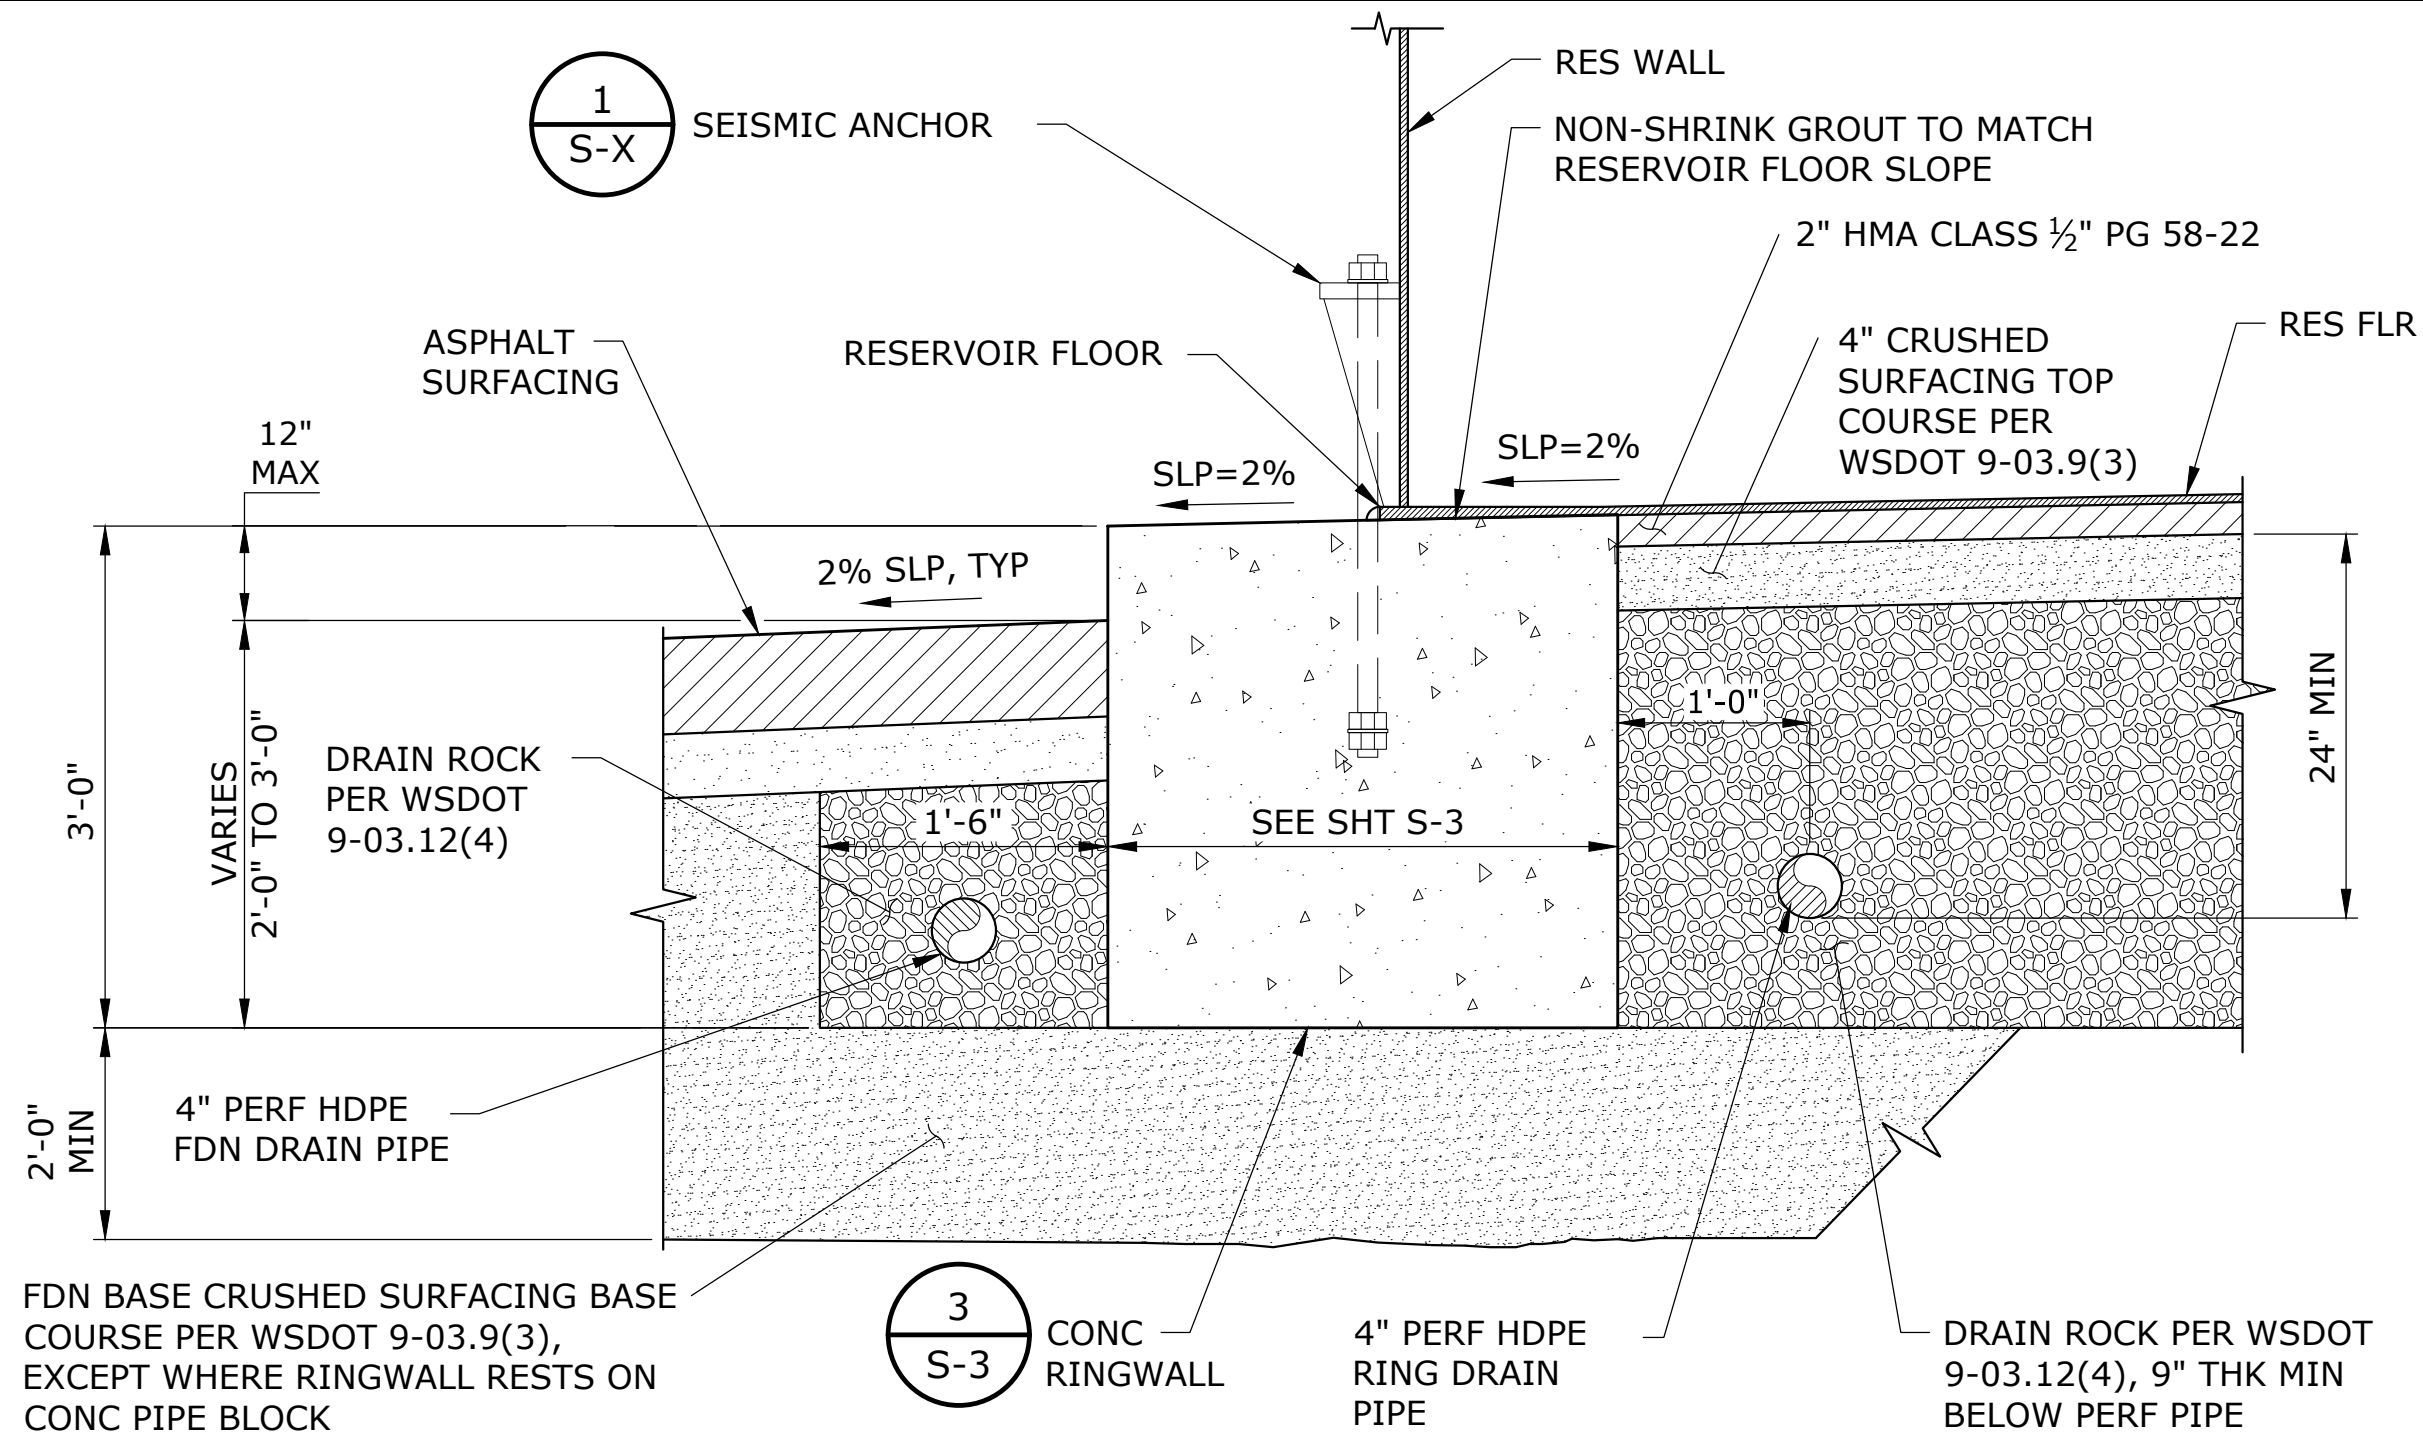 1
S-X
SEISMIC ANCHOR
RES WALL
NON-SHRINK GROUT TO MATCH
RESERVOIR FLOOR SLOPE
2" HMA CLASS ½" PG 58-22
RES FLR
4" CRUSHED
SURFACING TOP
COURSE PER
WSDOT 9-03.9(3)
ASPHALT
SURFACING
RESERVOIR FLOOR
12"
MAX
SLP=2%
SLP=2%
2% SLP, TYP
3'-0"
VARIES
2'-0" TO 3'-0"
DRAIN ROCK
PER WSDOT
9-03.12(4)
1'-6"
SEE SHT S-3
1'-0"
24" MIN
2'-0"
MIN
4" PERF HDPE
FDN DRAIN PIPE
FDN BASE CRUSHED SURFACING BASE
COURSE PER WSDOT 9-03.9(3),
EXCEPT WHERE RINGWALL RESTS ON
CONC PIPE BLOCK
3
S-3
CONC
RINGWALL
4" PERF HDPE
RING DRAIN
PIPE
DRAIN ROCK PER WSDOT
9-03.12(4), 9" THK MIN
BELOW PERF PIPE